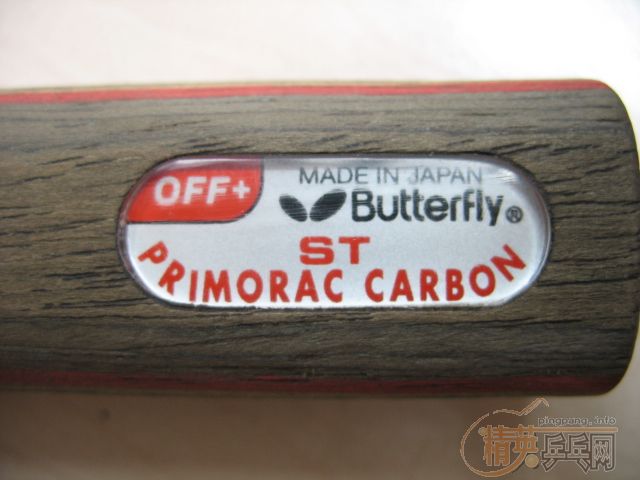 OFF+
MADE IN JAPAN
Butterfly®
ST
PRIMORAC CARBON
pingpang.info
精英乒乓网